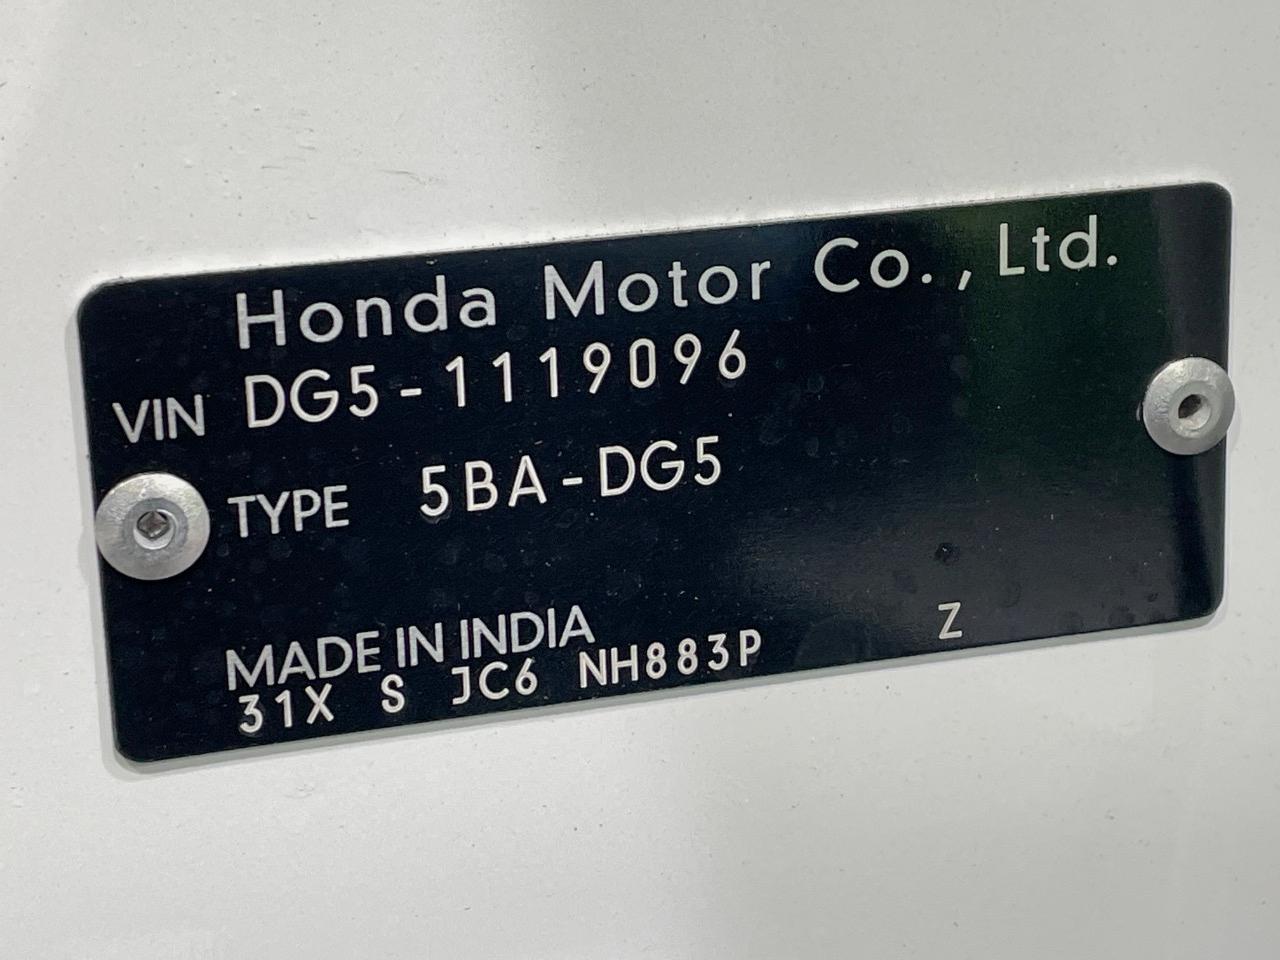 Honda Motor Co., Ltd.
VIN DG5-1119096
TYPE 5BA-DG5
MADE IN INDIA
31X S JC6 NH883P Z